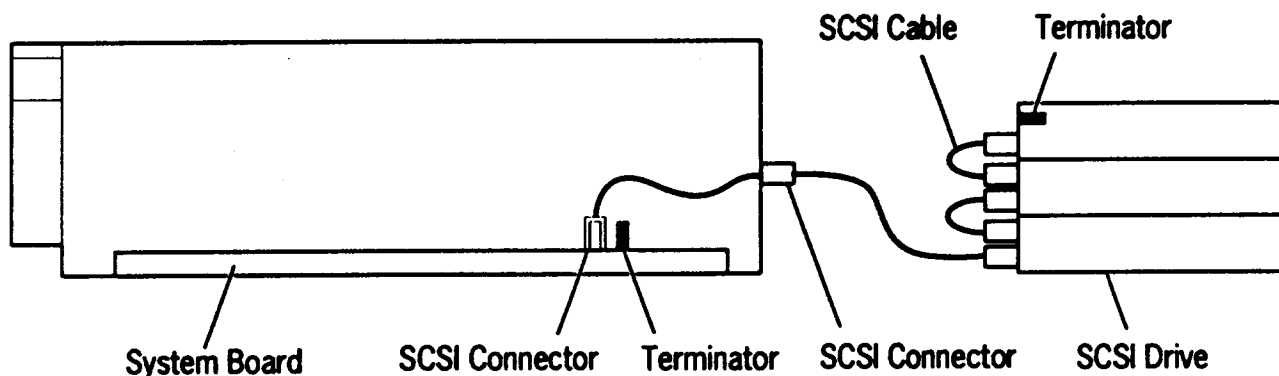 SCSI Cable
Terminator
System Board
SCSI Connector
Terminator
SCSI Connector
SCSI Drive